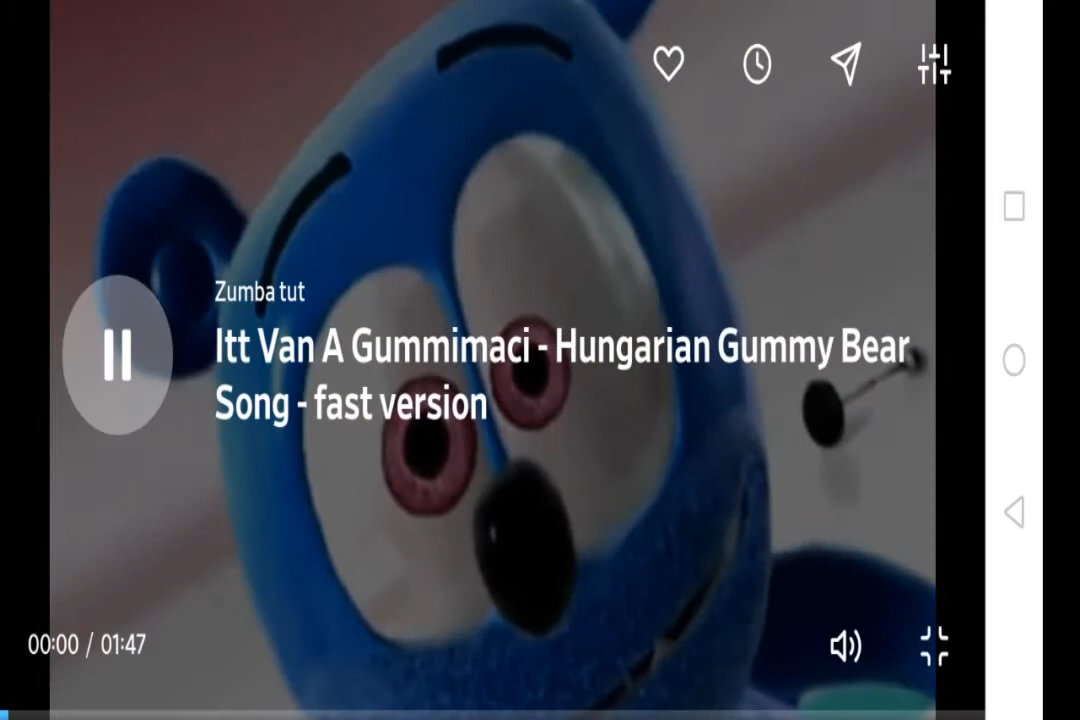 Zumba tut
Itt Van A Gummimaci - Hungarian Gummy Bear
Song - fast version
00:00 / 01:47